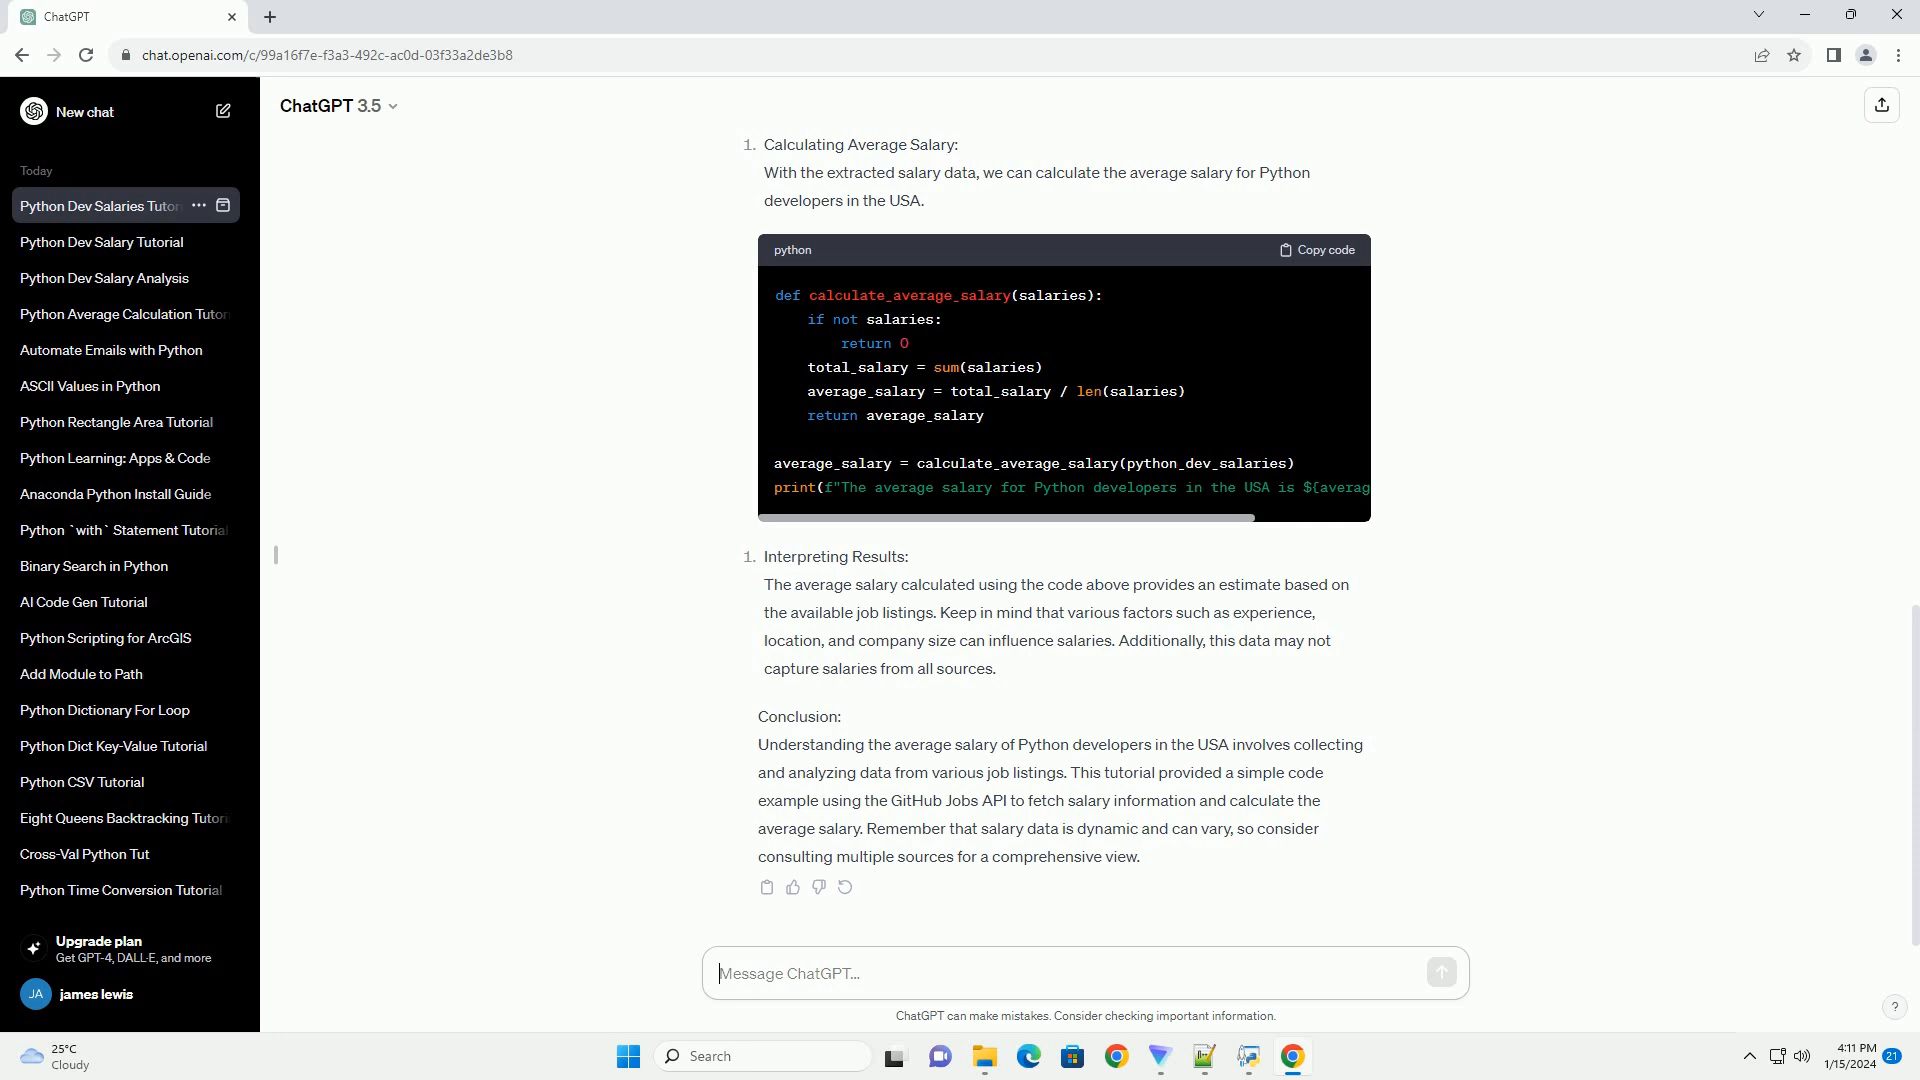 ChatGPT
chat.openai.com/c/99a16f7e-f3a3-492c-ac0d-03f33a2de3b8
New chat
Today
Python Dev Salaries Tutor
Python Dev Salary Tutorial
Python Dev Salary Analysis
Python Average Calculation Tutor
Automate Emails with Python
ASCII Values in Python
Python Rectangle Area Tutorial
Python Learning: Apps & Code
Anaconda Python Install Guide
Python `with` Statement Tutorial
Binary Search in Python
AI Code Gen Tutorial
Python Scripting for ArcGIS
Add Module to Path
Python Dictionary For Loop
Python Dict Key-Value Tutorial
Python CSV Tutorial
Eight Queens Backtracking Tutori
Cross-Val Python Tut
Python Time Conversion Tutorial
Upgrade plan
Get GPT-4, DALL·E, and more
JA james lewis
ChatGPT 3.5
1. Calculating Average Salary:
With the extracted salary data, we can calculate the average salary for Python
developers in the USA.
python Copy code
def calculate_average_salary(salaries):
    if not salaries:
        return 0
    total_salary = sum(salaries)
    average_salary = total_salary / len(salaries)
    return average_salary
average_salary = calculate_average_salary(python_dev_salaries)
print(f"The average salary for Python developers in the USA is ${averag
1. Interpreting Results:
The average salary calculated using the code above provides an estimate based on
the available job listings. Keep in mind that various factors such as experience,
location, and company size can influence salaries. Additionally, this data may not
capture salaries from all sources.
Conclusion:
Understanding the average salary of Python developers in the USA involves collecting
and analyzing data from various job listings. This tutorial provided a simple code
example using the GitHub Jobs API to fetch salary information and calculate the
average salary. Remember that salary data is dynamic and can vary, so consider
consulting multiple sources for a comprehensive view.
Message ChatGPT...
ChatGPT can make mistakes. Consider checking important information.
?
25°C
Cloudy
Search
4:11 PM
1/15/2024
21